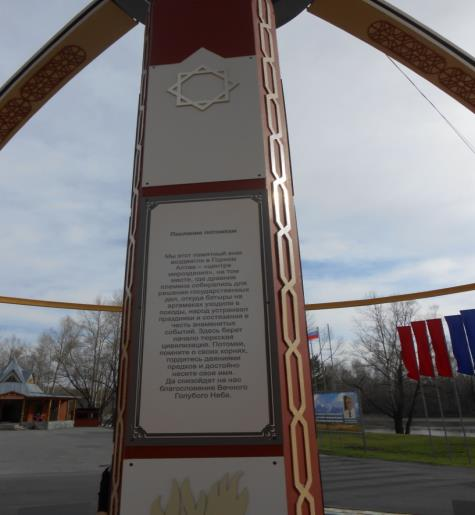 Послание потомкам
Мы этот памятный знак
воздвигли в Горном
Алтае – «центре
мироздания», на том
месте, где древние
племена собирались для
решения государственных
дел, откуда батыры на
аргамаках уходили в
походы, народ устраивал
праздники и состязания в
честь знаменитых
событий. Здесь берет
начало тюркская
цивилизация. Потомки,
помните о своих корнях,
гордитесь деяниями
предков и достойно
несите свое имя.
Да снизойдет на нас
благословение Вечного
Голубого Неба.